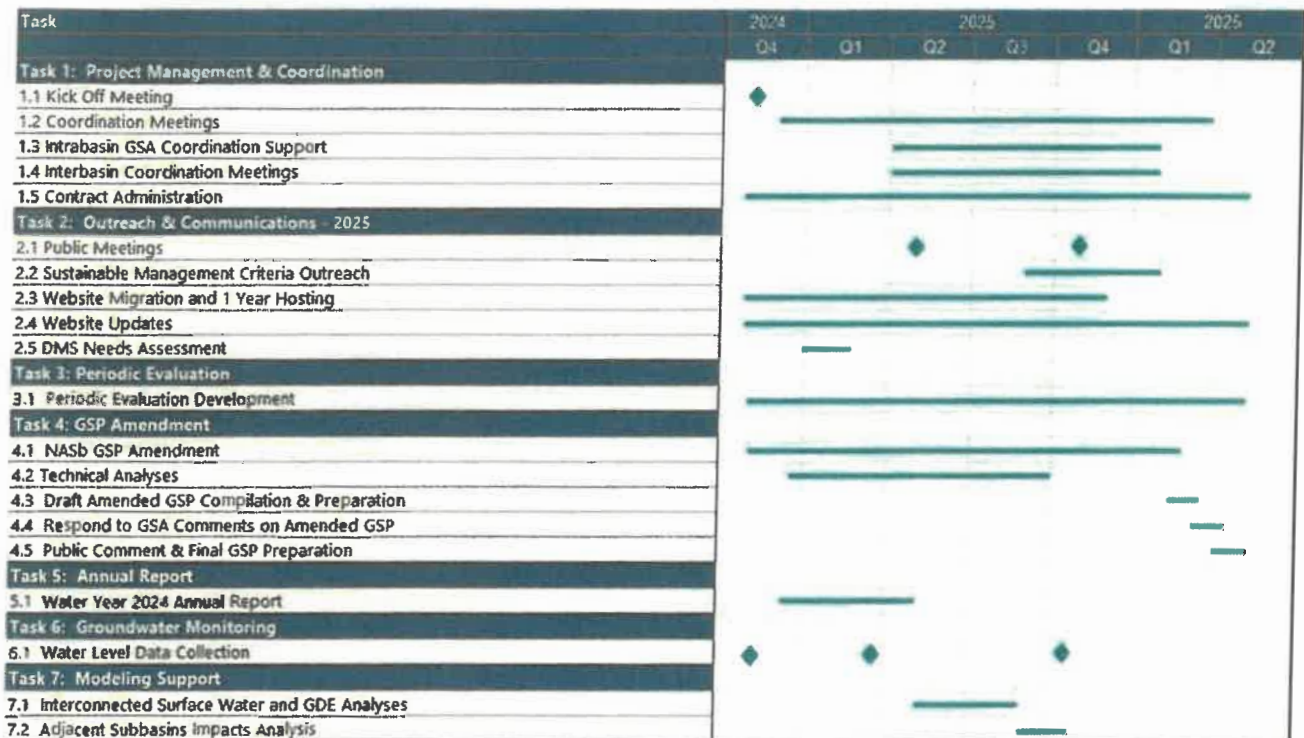 Task 2024 2025 2025
Q4 Q1 Q2 Q3 Q4 Q1 Q2
Task 1: Project Management & Coordination
1.1 Kick Off Meeting
1.2 Coordination Meetings
1.3 Intrabasin GSA Coordination Support
1.4 Interbasin Coordination Meetings
1.5 Contract Administration
Task 2: Outreach & Communications - 2025
2.1 Public Meetings
2.2 Sustainable Management Criteria Outreach
2.3 Website Migration and 1 Year Hosting
2.4 Website Updates
2.5 DMS Needs Assessment
Task 3: Periodic Evaluation
3.1 Periodic Evaluation Development
Task 4: GSP Amendment
4.1 NASb GSP Amendment
4.2 Technical Analyses
4.3 Draft Amended GSP Compilation & Preparation
4.4 Respond to GSA Comments on Amended GSP
4.5 Public Comment & Final GSP Preparation
Task 5: Annual Report
5.1 Water Year 2024 Annual Report
Task 6: Groundwater Monitoring
6.1 Water Level Data Collection
Task 7: Modeling Support
7.1 Interconnected Surface Water and GDE Analyses
7.2 Adjacent Subbasins Impacts Analysis